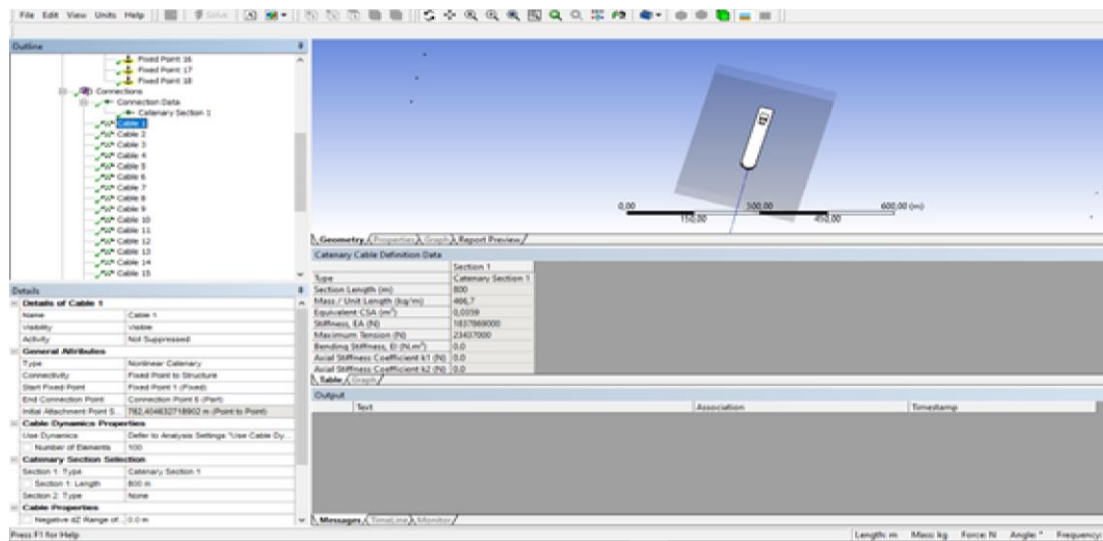 File Edit View Units Help Solve
Outline
Fixed Point 16
Fixed Point 17
Fixed Point 18
Connections
Connection Data
Catenary Section 1
Cable 1
Cable 2
Cable 3
Cable 4
Cable 5
Cable 6
Cable 7
Cable 8
Cable 9
Cable 10
Cable 11
Cable 12
Cable 13
Cable 14
Cable 15
0,00 300,00 600,00 (m)
150,00 450,00
Geometry Properties Graph Report Preview
Catenary Cable Definition Data
Section 1
Type Catenary Section 1
Section Length (m) 800
Mass / Unit Length (kg/m) 466,7
Equivalent CSA (m²) 0,0359
Stiffness, EA (N) 1837869000
Maximum Tension (N) 23437000
Bending Stiffness, EI (N.m²) 0.0
Axial Stiffness Coefficient k1 (N) 0.0
Axial Stiffness Coefficient k2 (N) 0.0
Table Graph
Details
Details of Cable 1
Name Cable 1
Visibility Visible
Activity Not Suppressed
General Attributes
Type Nonlinear Catenary
Connectivity Fixed Point to Structure
Start Fixed Point Fixed Point 1 (Fixed)
End Connection Point Connection Point 6 (Part)
Initial Attachment Point S... 762,404632718902 m (Point to Point)
Cable Dynamics Properties
Use Dynamics Defer to Analysis Settings "Use Cable Dy...
Number of Elements 100
Catenary Section Selection
Section 1: Type Catenary Section 1
Section 1: Length 800 m
Section 2: Type None
Cable Properties
Negative dZ Range of... 0.0 m
Output
Text Association Timestamp
Messages TimeLine Monitor
Press F1 for Help
Length: m Mass: kg Force: N Angle: ° Frequency: